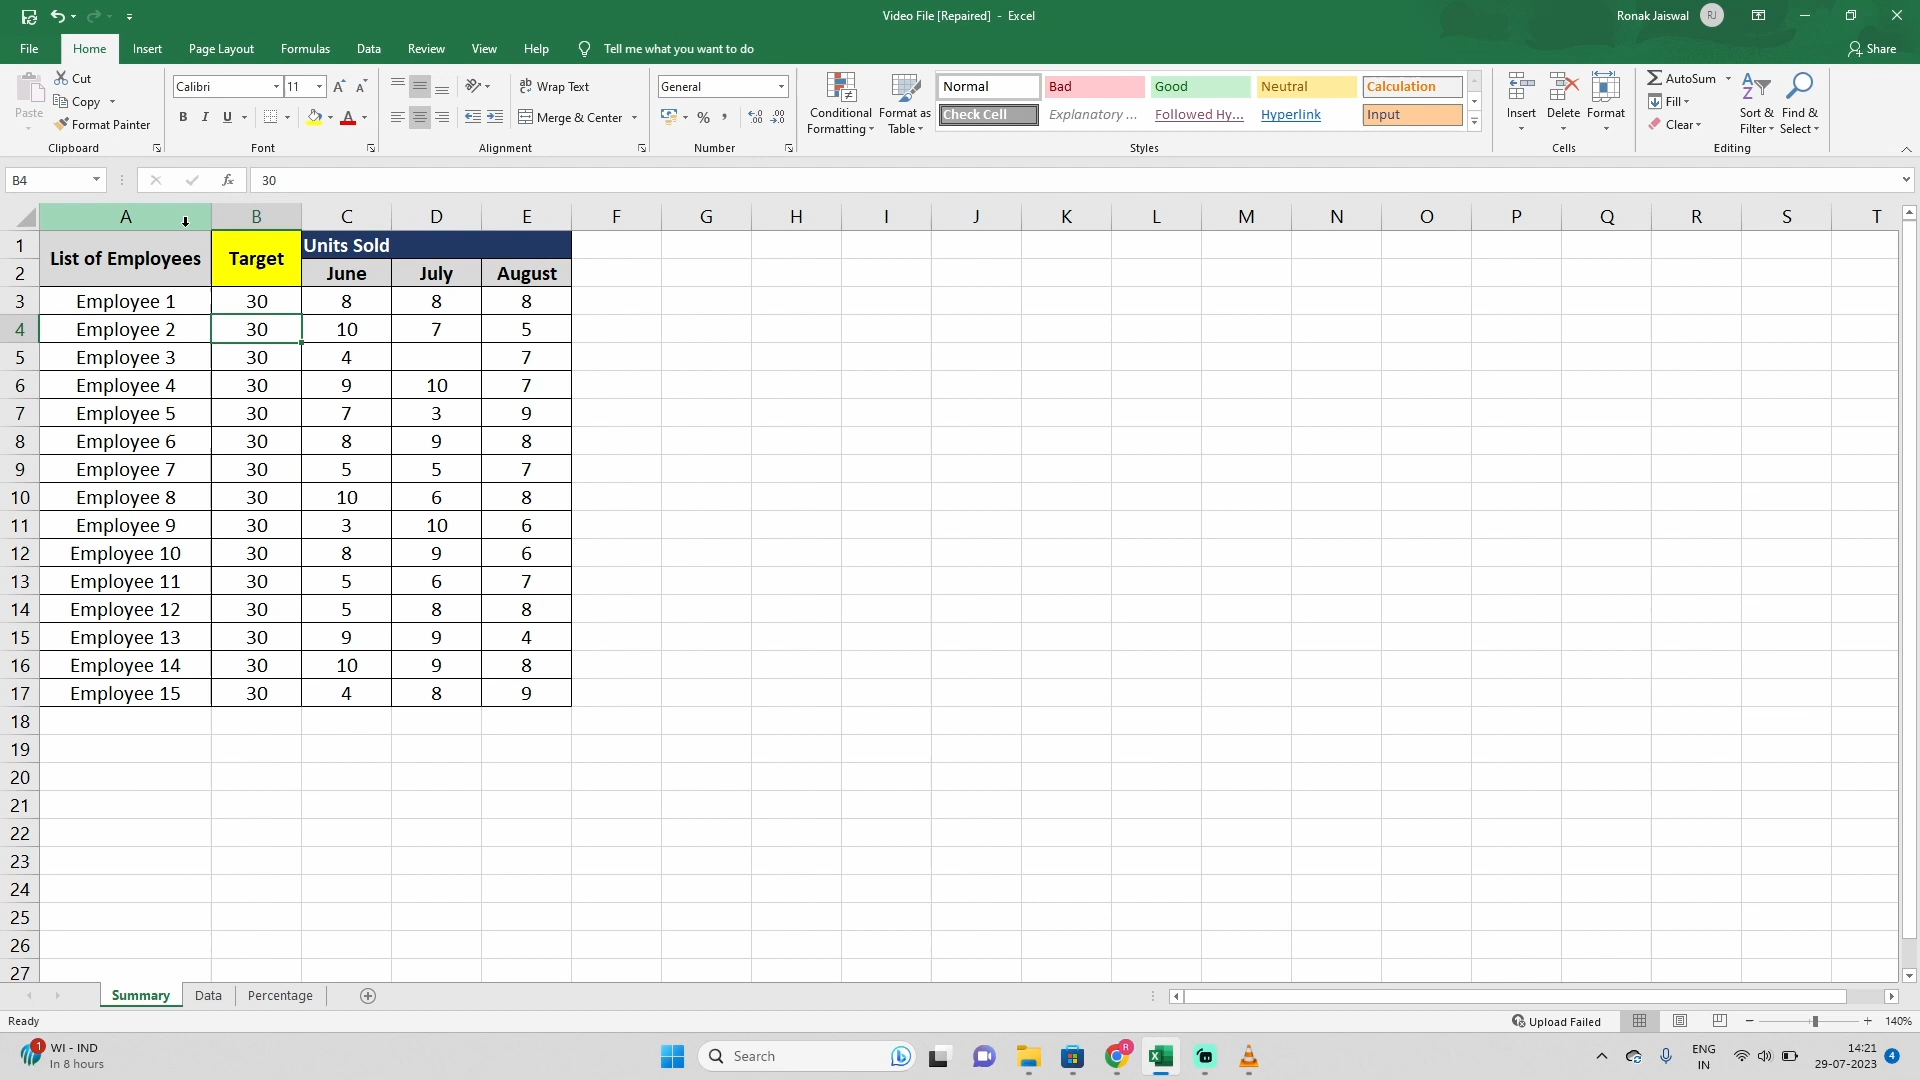 Video File [Repaired] - Excel
Ronak Jaiswal RJ
File Home Insert Page Layout Formulas Data Review View Help Tell me what you want to do Share
Paste Cut Copy Format Painter Clipboard
Calibri 11 A A B I U A Font
ab Wrap Text Merge & Center Alignment
General % , Number
Conditional Formatting Format as Table
Normal Bad Good Neutral Calculation
Check Cell Explanatory ... Followed Hy... Hyperlink Input
Styles
Insert Delete Format Cells
AutoSum Fill Clear Sort & Filter Find & Select Editing
B4 fx 30
A B C D E F G H I J K L M N O P Q R S T
1 List of Employees Target Units Sold
2 June July August
3 Employee 1 30 8 8 8
4 Employee 2 30 10 7 5
5 Employee 3 30 4 7
6 Employee 4 30 9 10 7
7 Employee 5 30 7 3 9
8 Employee 6 30 8 9 8
9 Employee 7 30 5 5 7
10 Employee 8 30 10 6 8
11 Employee 9 30 3 10 6
12 Employee 10 30 8 9 6
13 Employee 11 30 5 6 7
14 Employee 12 30 5 8 8
15 Employee 13 30 9 9 4
16 Employee 14 30 10 9 8
17 Employee 15 30 4 8 9
18
19
20
21
22
23
24
25
26
27
Summary Data Percentage
Ready Upload Failed 140%
1 WI - IND
In 8 hours
Search
R
ENG
IN
14:21
29-07-2023
4